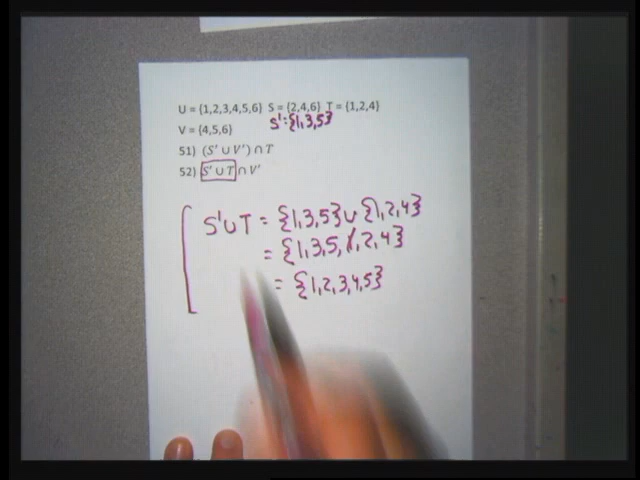 U = {1,2,3,4,5,6} S = {2,4,6} T = {1,2,4}
V = {4,5,6} S' = {1,3,5}
51) (S' ∪ V') ∩ T
52) S' ∪ T ∩ V'
S'∪T = {1,3,5}∪{1,2,4}
= {1,3,5,1,2,4}
= {1,2,3,4,5}